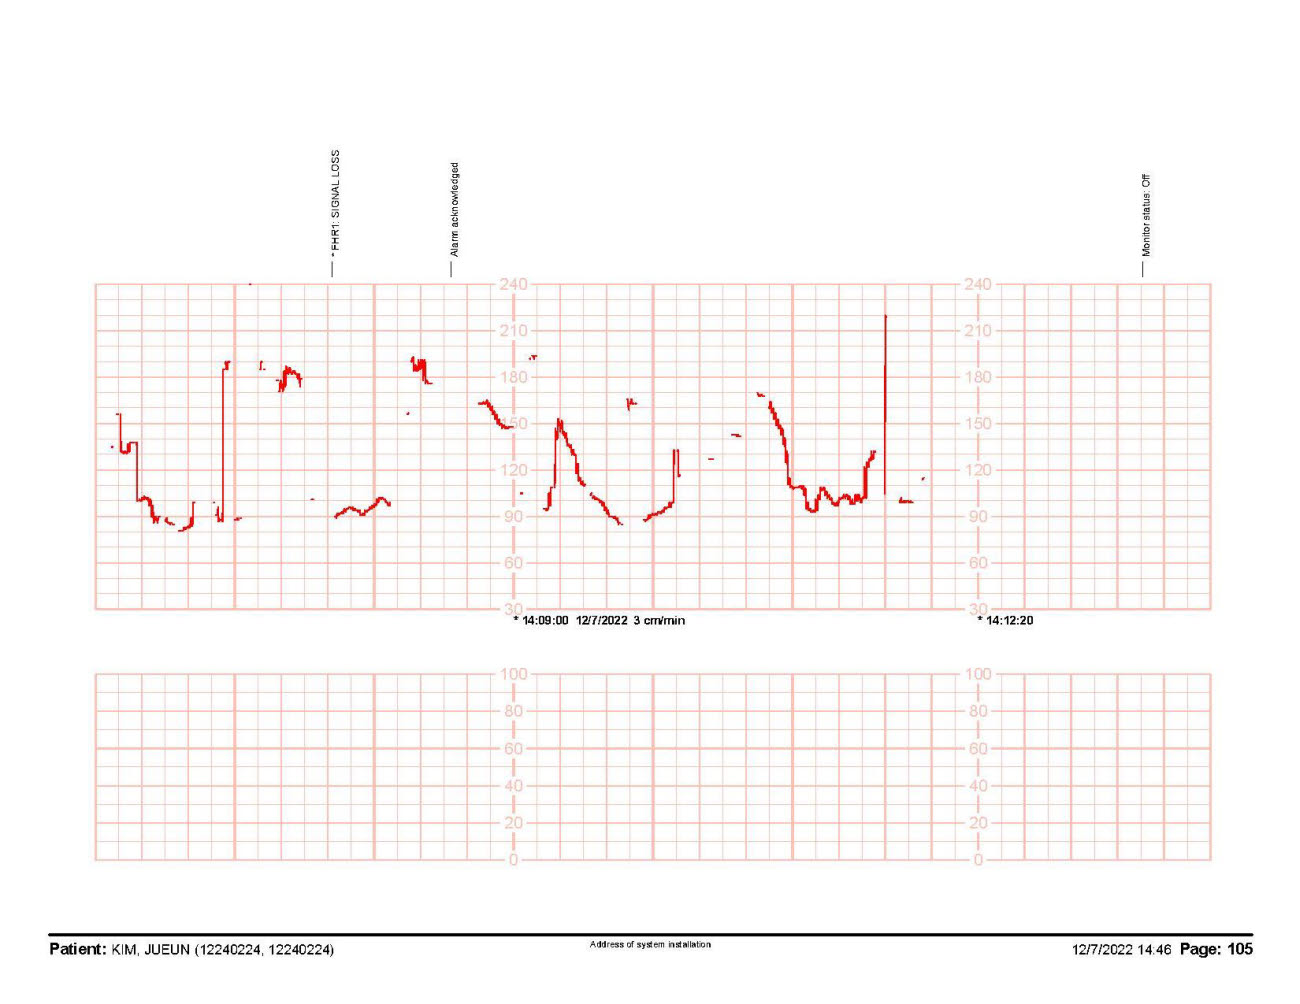 * FHR1: SIGNAL LOSS
Alarm acknowledged
Monitor status: Off
240 240
210 210
180 180
150 150
120 120
90 90
60 60
30 30
* 14:09:00 12/7/2022 3 cm/min * 14:12:20
100 100
80 80
60 60
40 40
20 20
0 0
Patient: KIM, JUEUN (12240224, 12240224) Address of system installation 12/7/2022 14:46 Page: 105